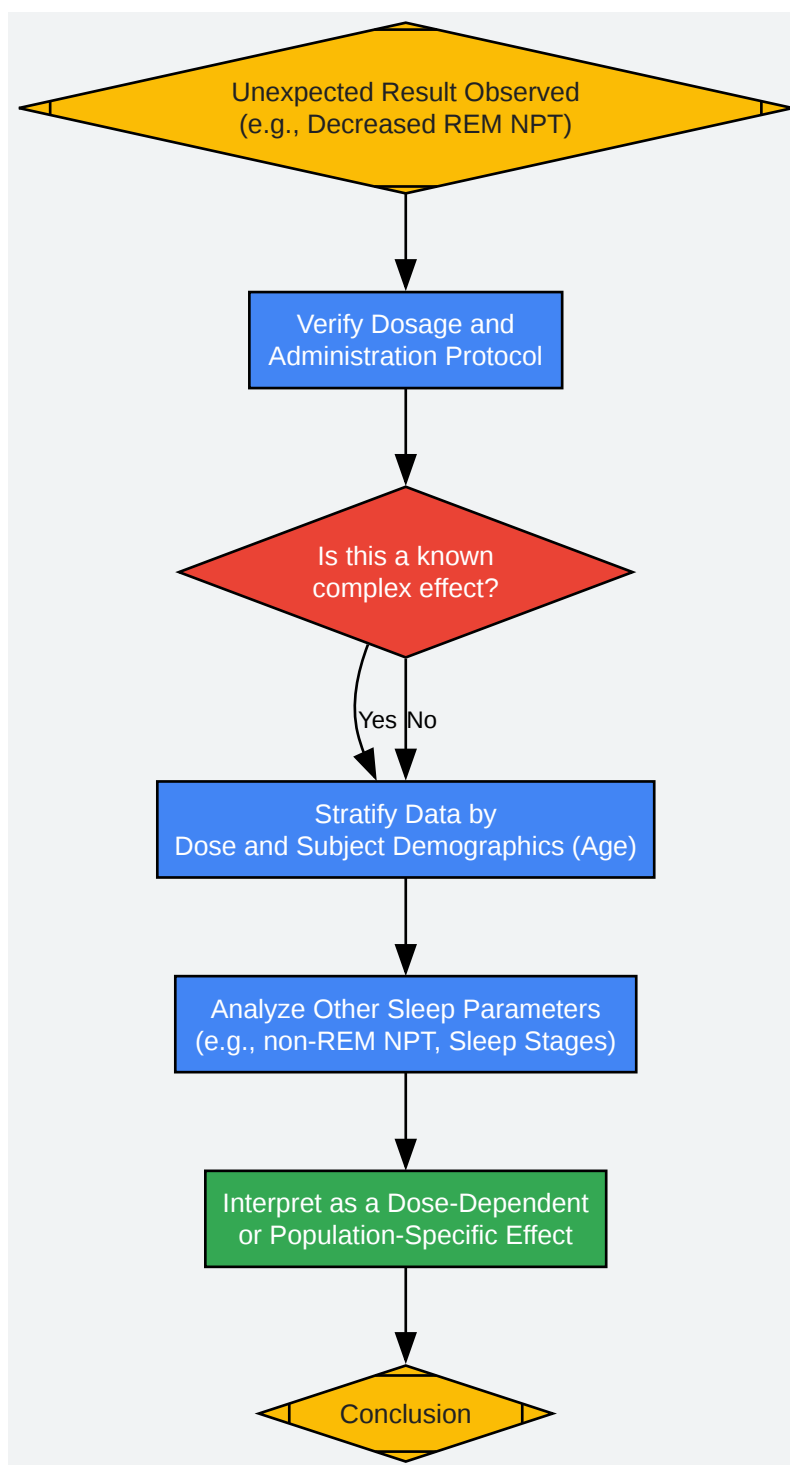 Unexpected Result Observed
(e.g., Decreased REM NPT)
Verify Dosage and
Administration Protocol
Is this a known
complex effect?
Yes
No
Stratify Data by
Dose and Subject Demographics (Age)
Analyze Other Sleep Parameters
(e.g., non-REM NPT, Sleep Stages)
Interpret as a Dose-Dependent
or Population-Specific Effect
Conclusion